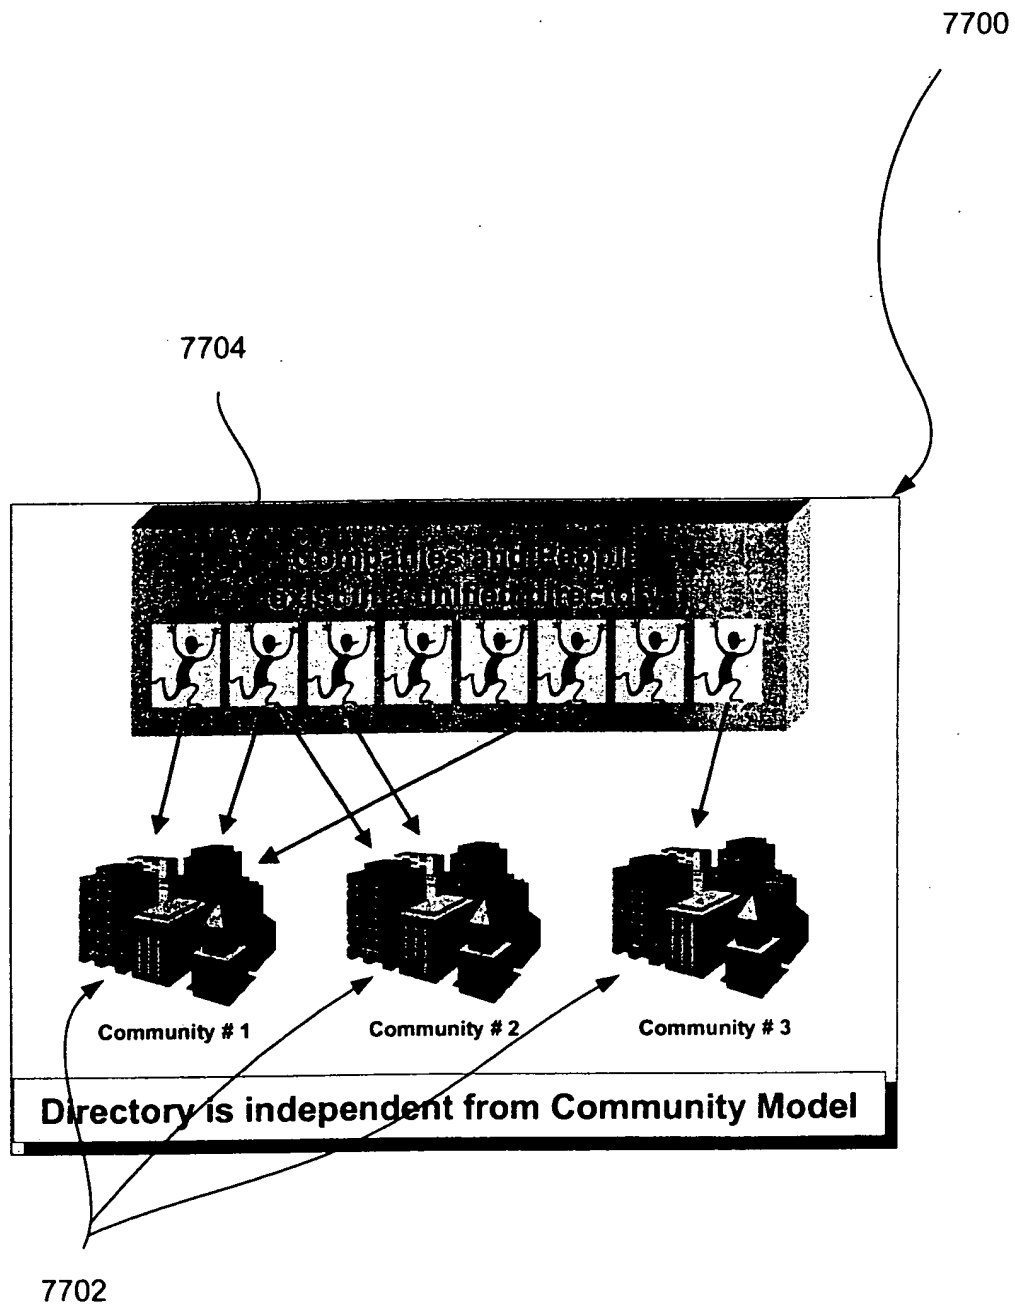 7700
7704
Companies and People
exist in a unified directory
Community # 1
Community # 2
Community # 3
Directory is independent from Community Model
7702